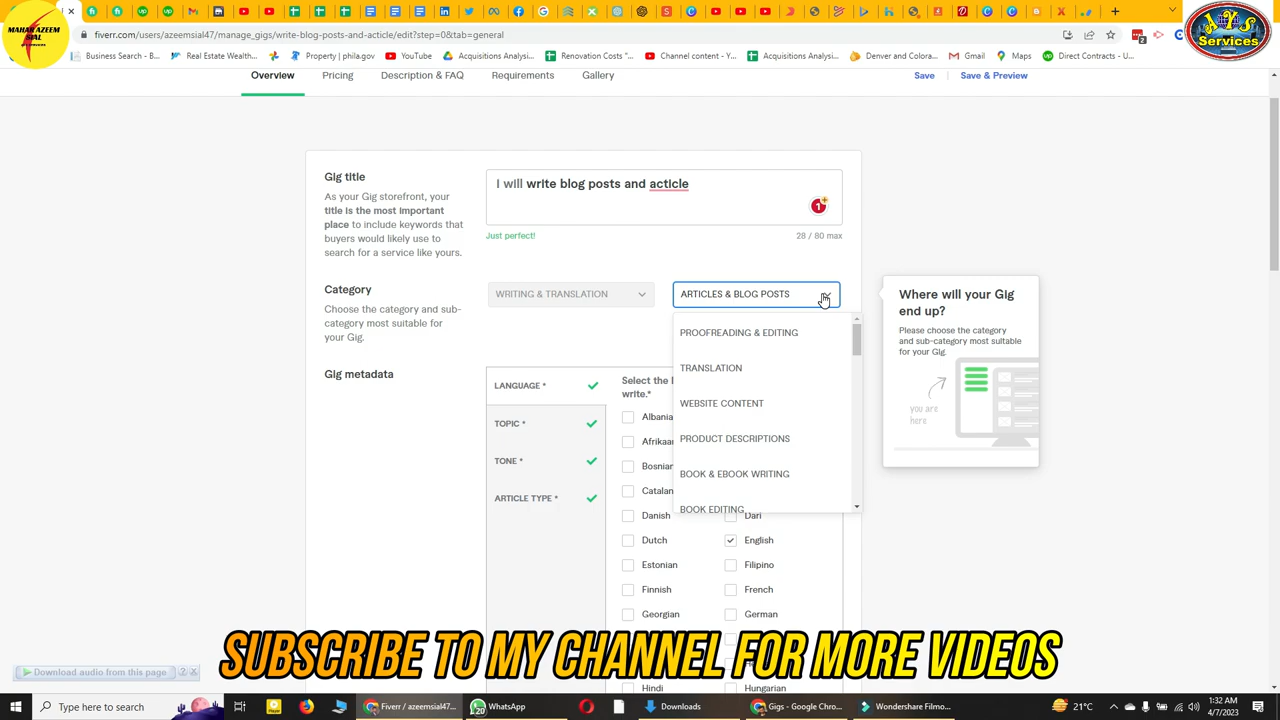 MAHAR AZEEM SIAL
fiverr.com/users/azeemsial47/manage_gigs/write-blog-posts-and-acticle/edit?step=0&tab=general
ATS
Services
Business Search - B...
Real Estate Wealth...
Property | phila.gov
YouTube
Acquisitions Analysi...
Renovation Costs "...
Channel content - Y...
Acquisitions Analysi...
Denver and Colora...
Gmail
Maps
Direct Contracts - U...
Overview
Pricing
Description & FAQ
Requirements
Gallery
Save
Save & Preview
Gig title
As your Gig storefront, your
title is the most important
place to include keywords that
buyers would likely use to
search for a service like yours.
I will write blog posts and acticle
1
Just perfect!
28 / 80 max
Category
Choose the category and sub-
category most suitable for
your Gig.
WRITING & TRANSLATION
ARTICLES & BLOG POSTS
PROOFREADING & EDITING
TRANSLATION
WEBSITE CONTENT
PRODUCT DESCRIPTIONS
BOOK & EBOOK WRITING
BOOK EDITING
Where will your Gig
end up?
Please choose the category
and sub-category most suitable
for your Gig.
you are
here
Gig metadata
LANGUAGE *
TOPIC *
TONE *
ARTICLE TYPE *
Select the
write.*
Albania
Afrikaa
Bosnian
Catalan
Danish
Dari
Dutch
English
Estonian
Filipino
Finnish
French
Georgian
German
Hindi
Hungarian
SUBSCRIBE TO MY CHANNEL FOR MORE VIDEOS
Download audio from this page
? X
Type here to search
Fiverr / azeemsial47...
20
WhatsApp
Downloads
Gigs - Google Chro...
Wondershare Filmo...
21°C
1:32 AM
4/7/2023